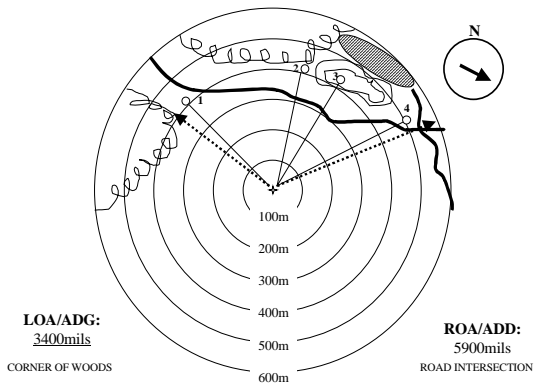 N
2
3
1
4
100m
200m
300m
400m
500m
600m
LOA/ADG:
3400mils
CORNER OF WOODS
ROA/ADD:
5900mils
ROAD INTERSECTION